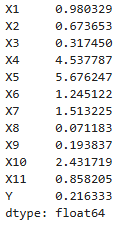 X1 0.980329
X2 0.673653
X3 0.317450
X4 4.537787
X5 5.676247
X6 1.245122
X7 1.513225
X8 0.071183
X9 0.193837
X10 2.431719
X11 0.858205
Y 0.216333
dtype: float64